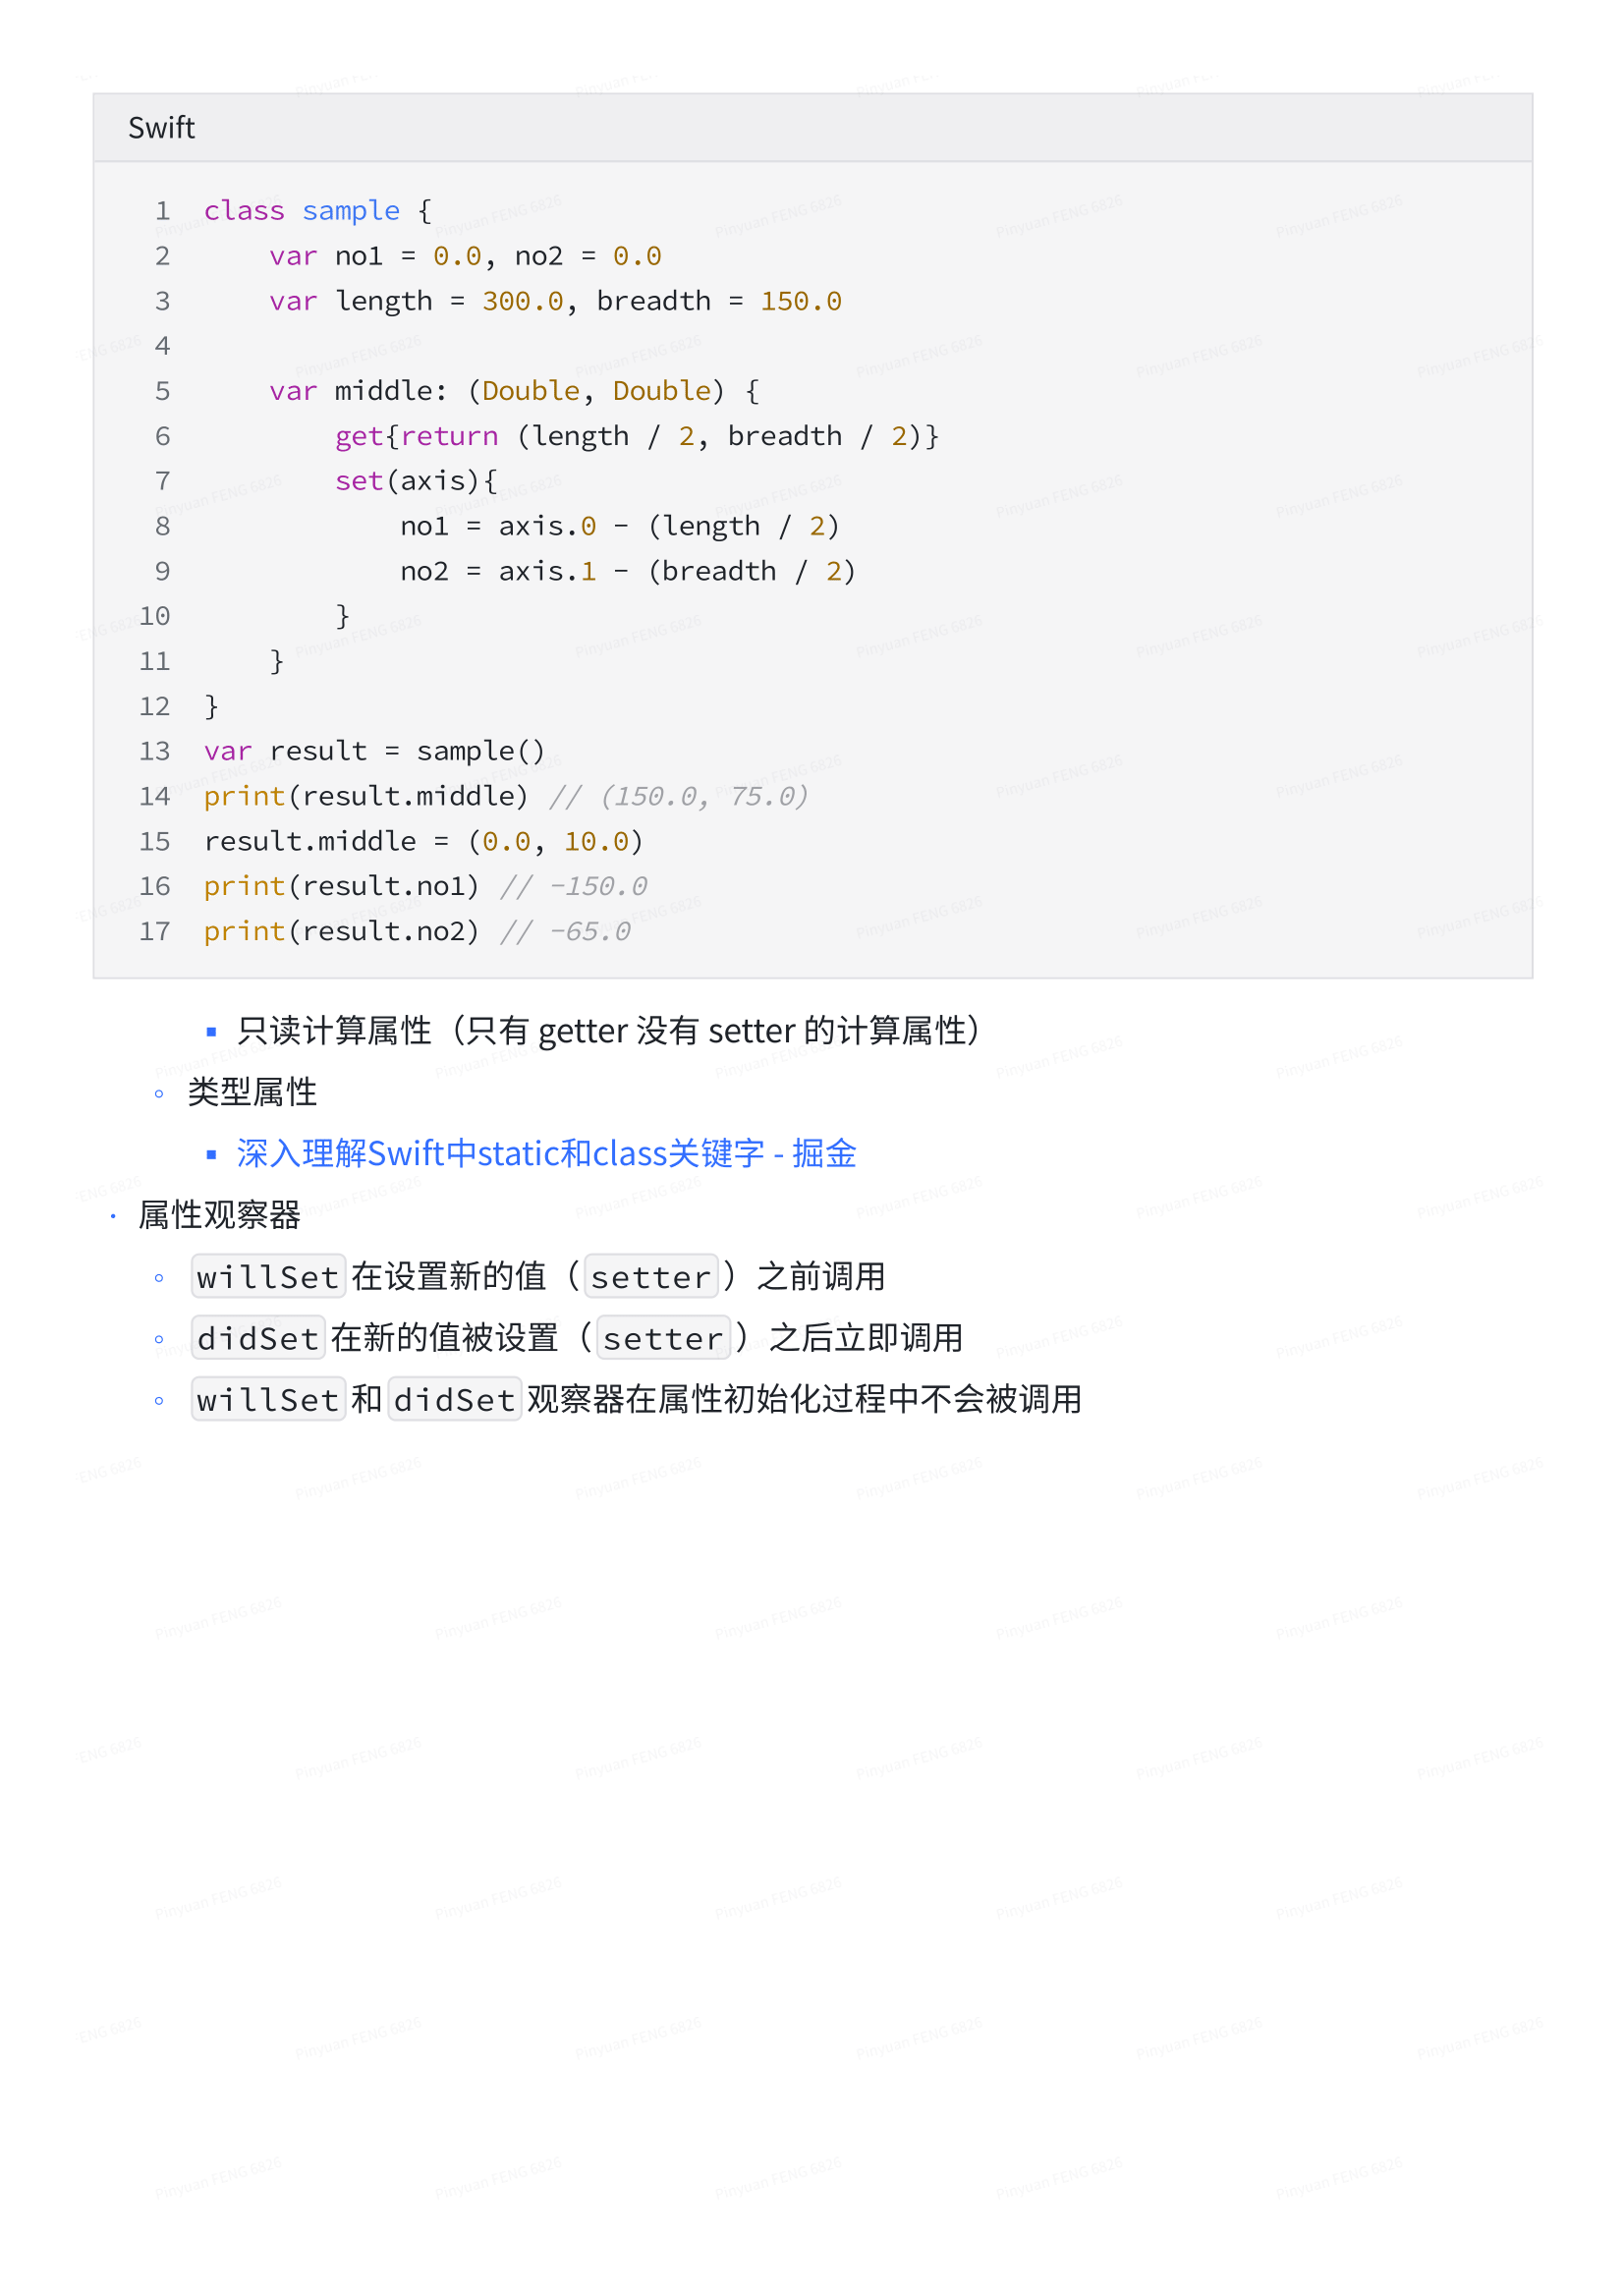 Swift
1 class sample {
2     var no1 = 0.0, no2 = 0.0
3     var length = 300.0, breadth = 150.0
4
5     var middle: (Double, Double) {
6         get{return (length / 2, breadth / 2)}
7         set(axis){
8             no1 = axis.0 - (length / 2)
9             no2 = axis.1 - (breadth / 2)
10         }
11     }
12 }
13 var result = sample()
14 print(result.middle) // (150.0, 75.0)
15 result.middle = (0.0, 10.0)
16 print(result.no1) // -150.0
17 print(result.no2) // -65.0
▪ 只读计算属性（只有 getter 没有 setter 的计算属性）
◦ 类型属性
▪ 深入理解Swift中static和class关键字 - 掘金
• 属性观察器
◦ willSet 在设置新的值（ setter ）之前调用
◦ didSet 在新的值被设置（ setter ）之后立即调用
◦ willSet 和 didSet 观察器在属性初始化过程中不会被调用
Pinyuan FENG 6826